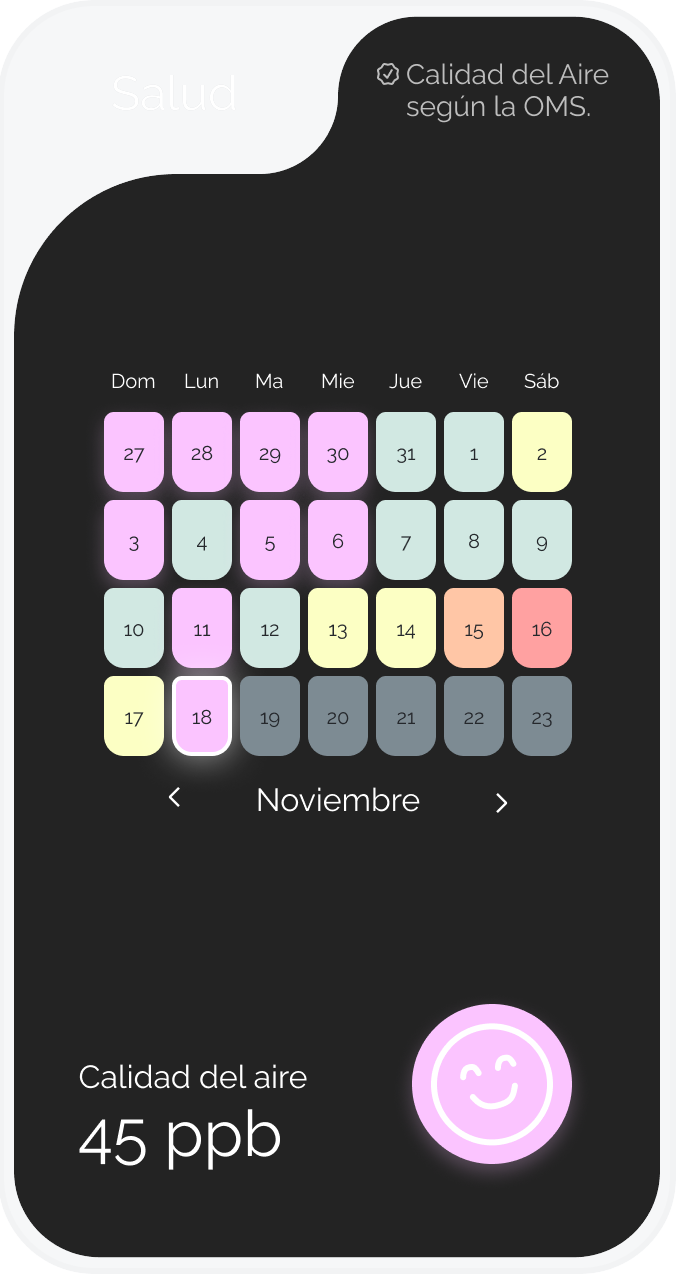 Salud
Calidad del Aire
según la OMS.
Dom Lun Ma Mie Jue Vie Sáb
27 28 29 30 31 1 2
3 4 5 6 7 8 9
10 11 12 13 14 15 16
17 18 19 20 21 22 23
Noviembre
Calidad del aire
45 ppb